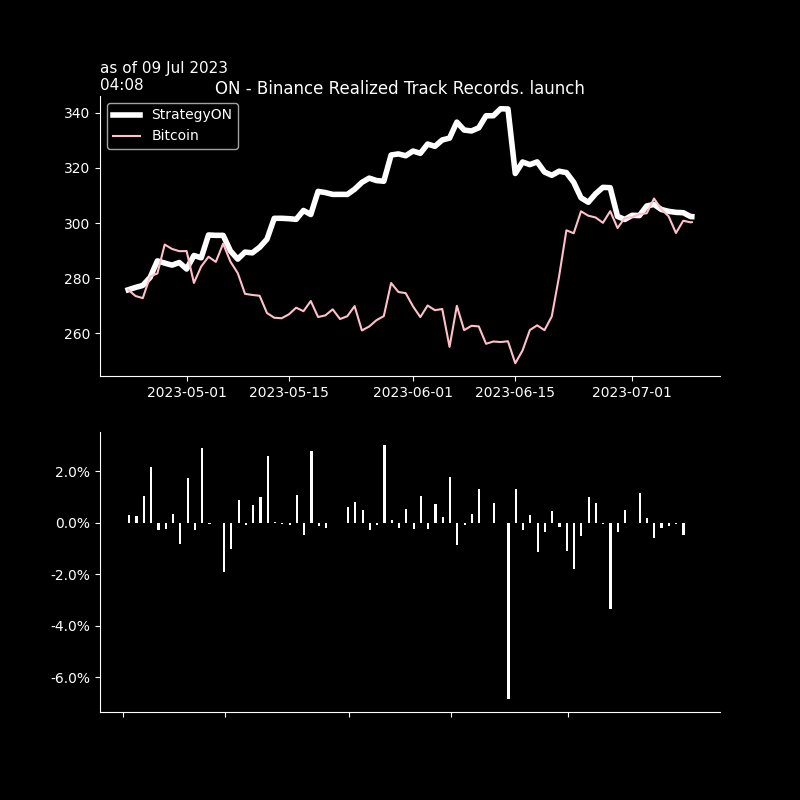 as of 09 Jul 2023
04:08
ON - Binance Realized Track Records. launch
StrategyON
Bitcoin
340
320
300
280
260
2023-05-01 2023-05-15 2023-06-01 2023-06-15 2023-07-01
2.0%
0.0%
-2.0%
-4.0%
-6.0%